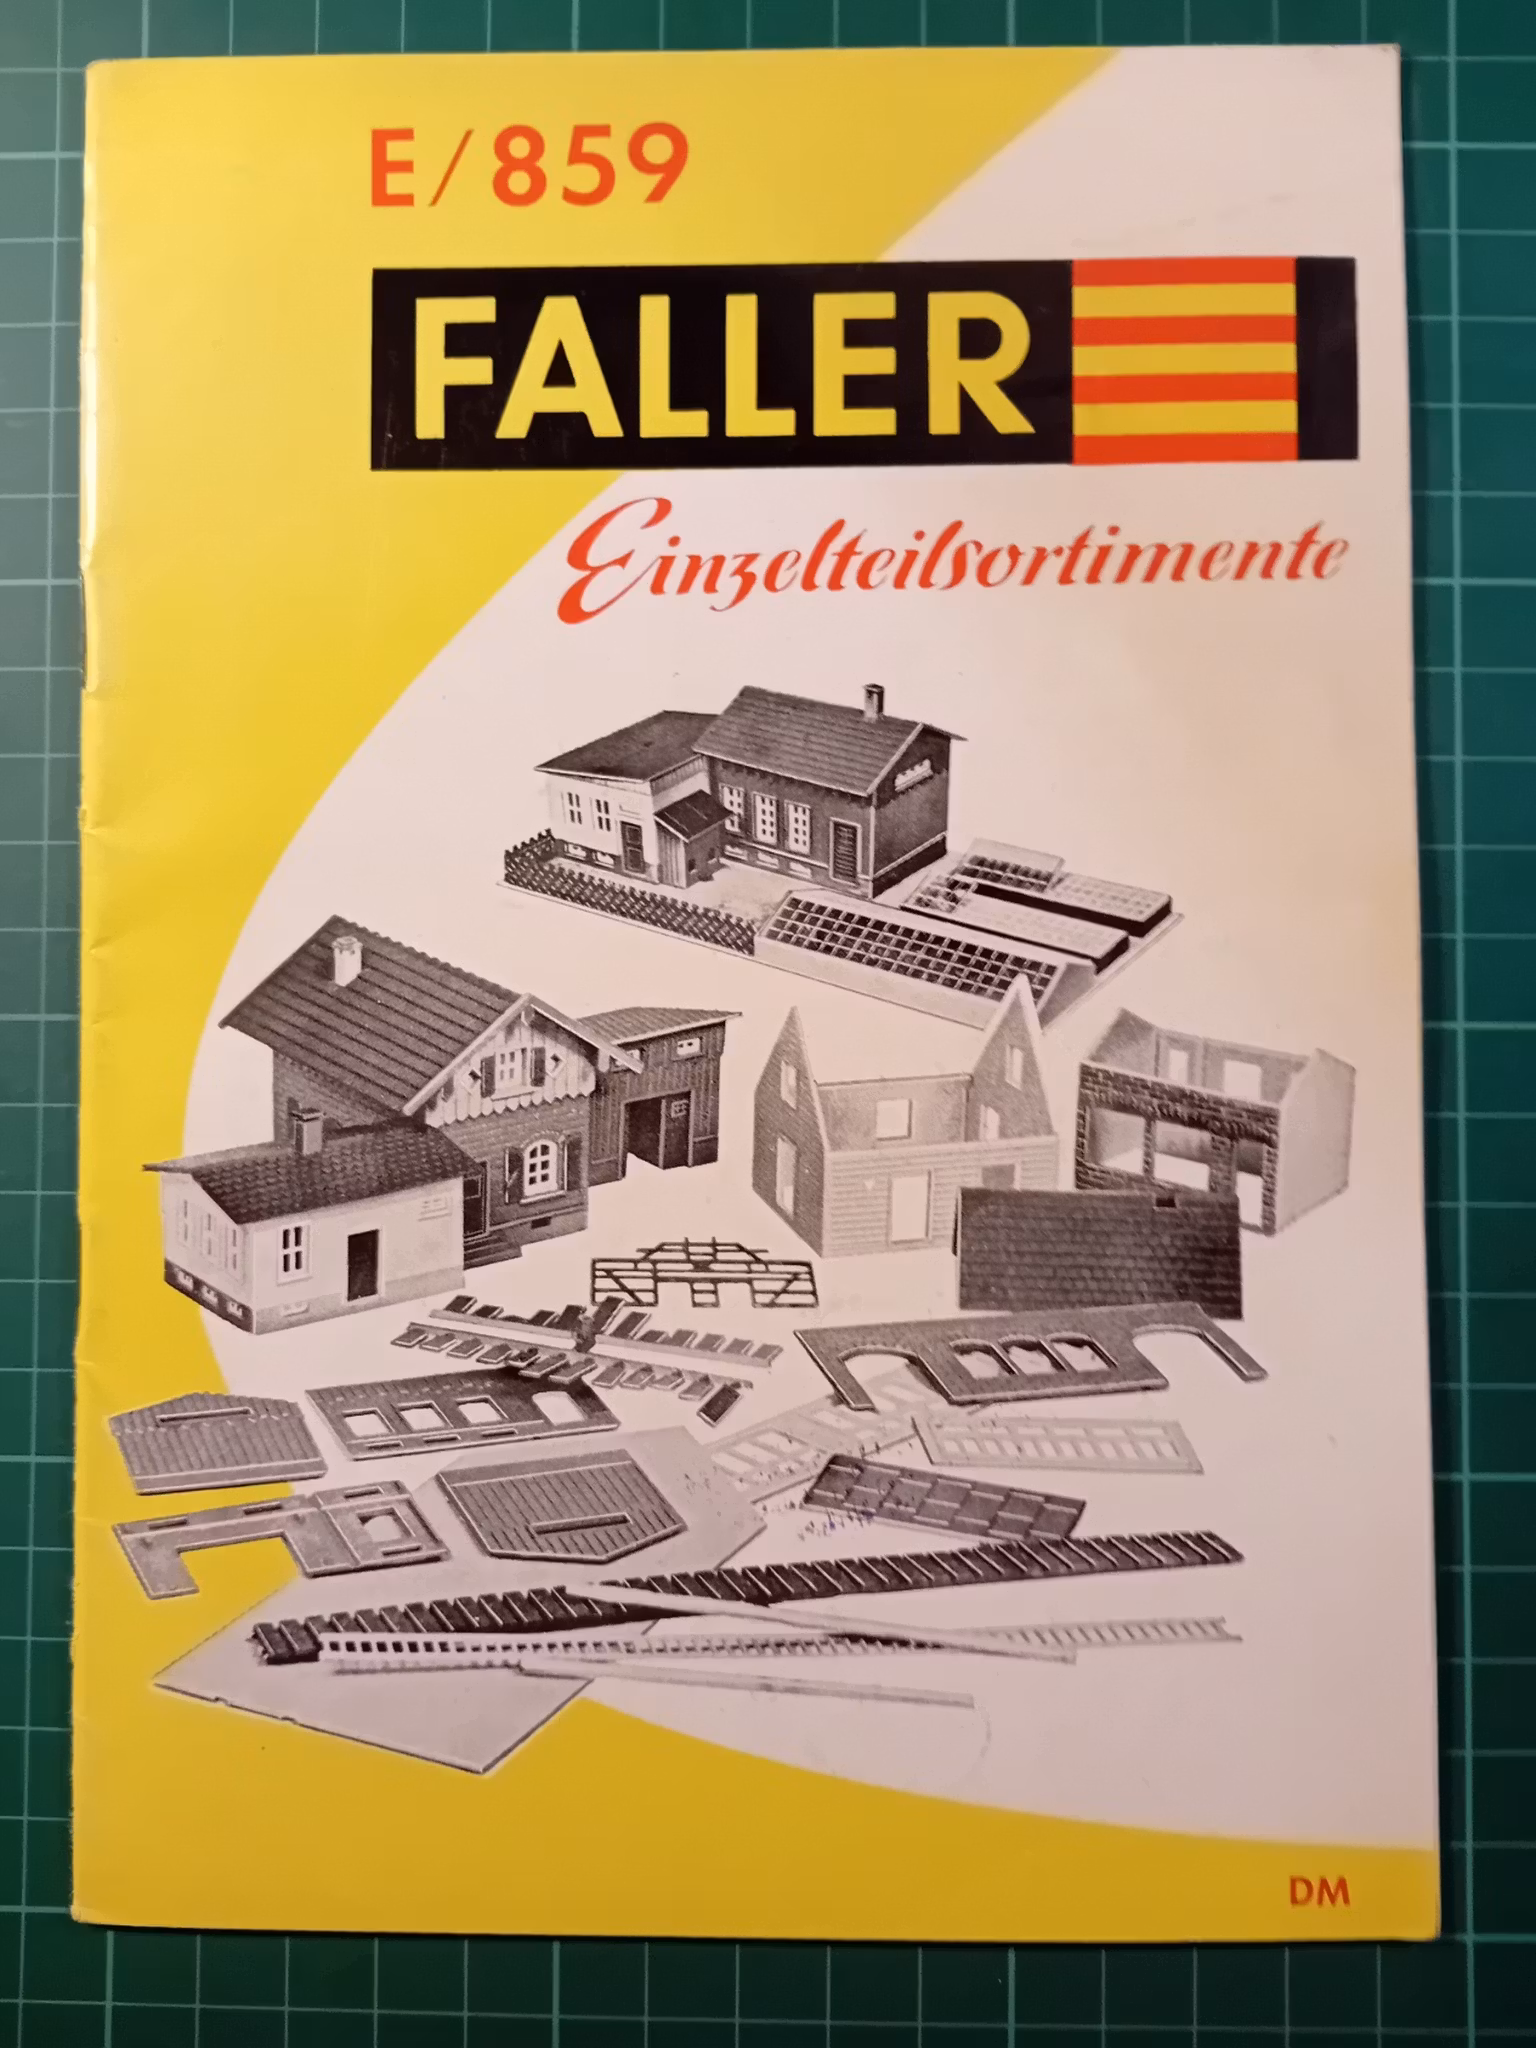 E/859
FALLER
Einzelteilsortimente
DM